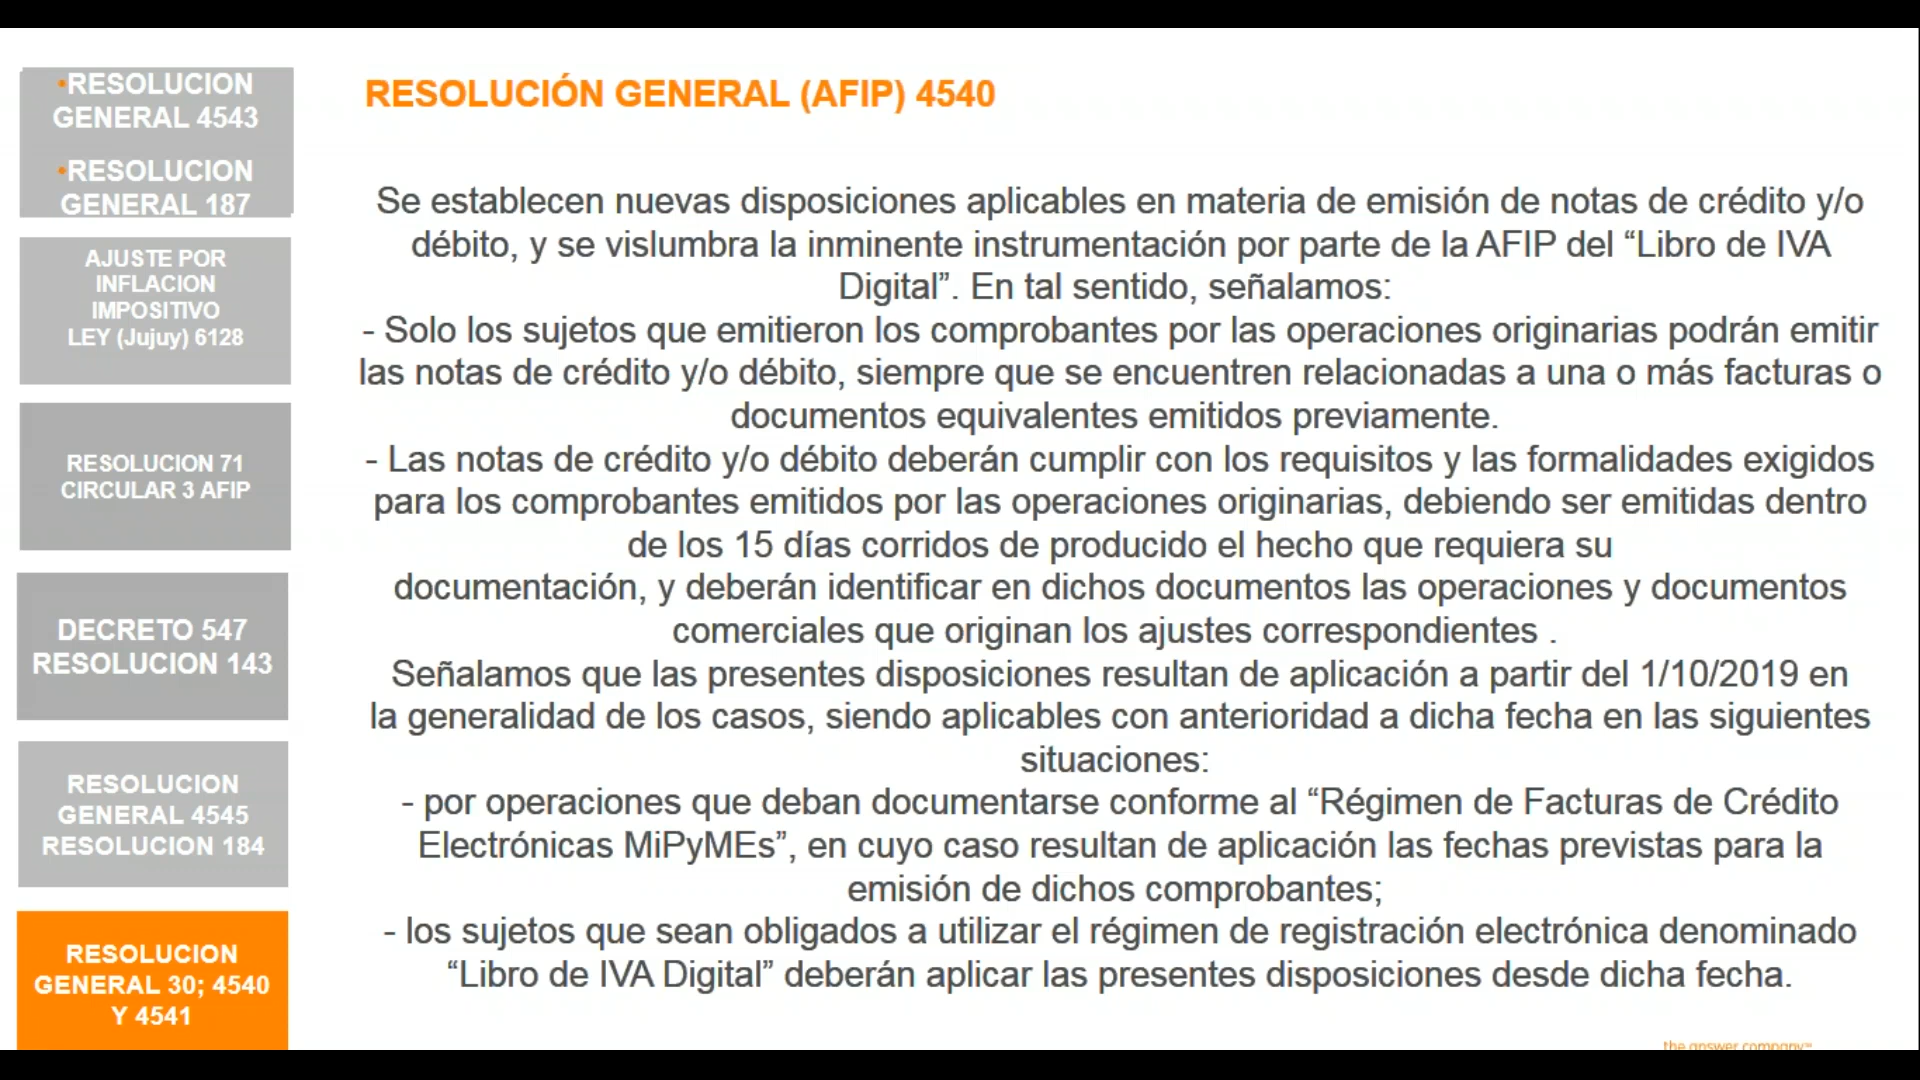 •RESOLUCION
GENERAL 4543
•RESOLUCION
GENERAL 187
AJUSTE POR
INFLACION
IMPOSITIVO
LEY (Jujuy) 6128
RESOLUCION 71
CIRCULAR 3 AFIP
DECRETO 547
RESOLUCION 143
RESOLUCION
GENERAL 4545
RESOLUCION 184
RESOLUCION
GENERAL 30; 4540
Y 4541
RESOLUCIÓN GENERAL (AFIP) 4540
Se establecen nuevas disposiciones aplicables en materia de emisión de notas de crédito y/o
débito, y se vislumbra la inminente instrumentación por parte de la AFIP del “Libro de IVA
Digital”. En tal sentido, señalamos:
- Solo los sujetos que emitieron los comprobantes por las operaciones originarias podrán emitir
las notas de crédito y/o débito, siempre que se encuentren relacionadas a una o más facturas o
documentos equivalentes emitidos previamente.
- Las notas de crédito y/o débito deberán cumplir con los requisitos y las formalidades exigidos
para los comprobantes emitidos por las operaciones originarias, debiendo ser emitidas dentro
de los 15 días corridos de producido el hecho que requiera su
documentación, y deberán identificar en dichos documentos las operaciones y documentos
comerciales que originan los ajustes correspondientes .
Señalamos que las presentes disposiciones resultan de aplicación a partir del 1/10/2019 en
la generalidad de los casos, siendo aplicables con anterioridad a dicha fecha en las siguientes
situaciones:
- por operaciones que deban documentarse conforme al “Régimen de Facturas de Crédito
Electrónicas MiPyMEs”, en cuyo caso resultan de aplicación las fechas previstas para la
emisión de dichos comprobantes;
- los sujetos que sean obligados a utilizar el régimen de registración electrónica denominado
“Libro de IVA Digital” deberán aplicar las presentes disposiciones desde dicha fecha.
the answer company℠